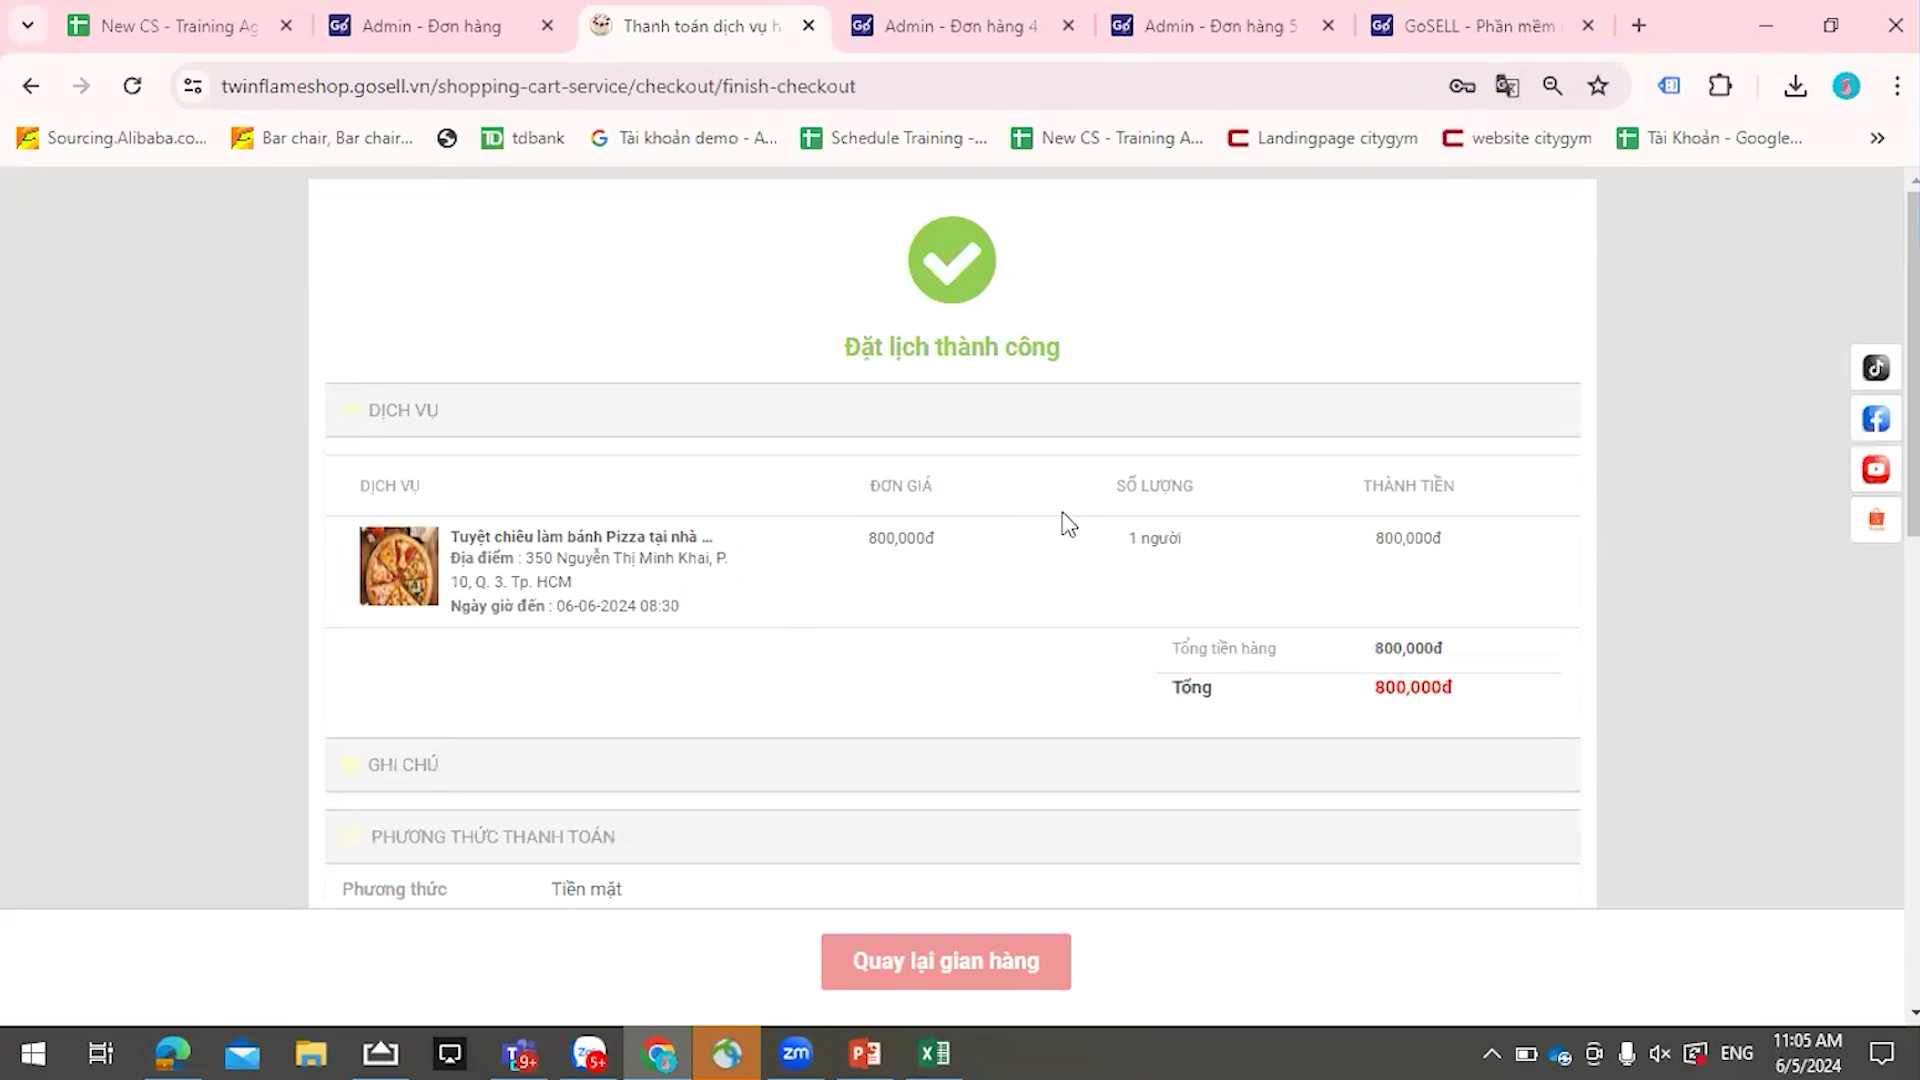 New CS - Training Ag
Admin - Đơn hàng
Thanh toán dịch vụ h
Admin - Đơn hàng 4
Admin - Đơn hàng 5
GoSELL - Phần mềm
twinflameshop.gosell.vn/shopping-cart-service/checkout/finish-checkout
Sourcing.Alibaba.co...
Bar chair, Bar chair...
tdbank
Tài khoản demo - A...
Schedule Training -...
New CS - Training A...
Landingpage citygym
website citygym
Tài Khoản - Google...
Đặt lịch thành công
DỊCH VỤ
DỊCH VỤ ĐƠN GIÁ SỐ LƯỢNG THÀNH TIỀN
Tuyệt chiêu làm bánh Pizza tại nhà ... 800,000đ 1 người 800,000đ
Địa điểm : 350 Nguyễn Thị Minh Khai, P.
10, Q. 3. Tp. HCM
Ngày giờ đến : 06-06-2024 08:30
Tổng tiền hàng 800,000đ
Tổng 800,000đ
GHI CHÚ
PHƯƠNG THỨC THANH TOÁN
Phương thức Tiền mặt
Quay lại gian hàng
9+
5+
zm
ENG
11:05 AM
6/5/2024